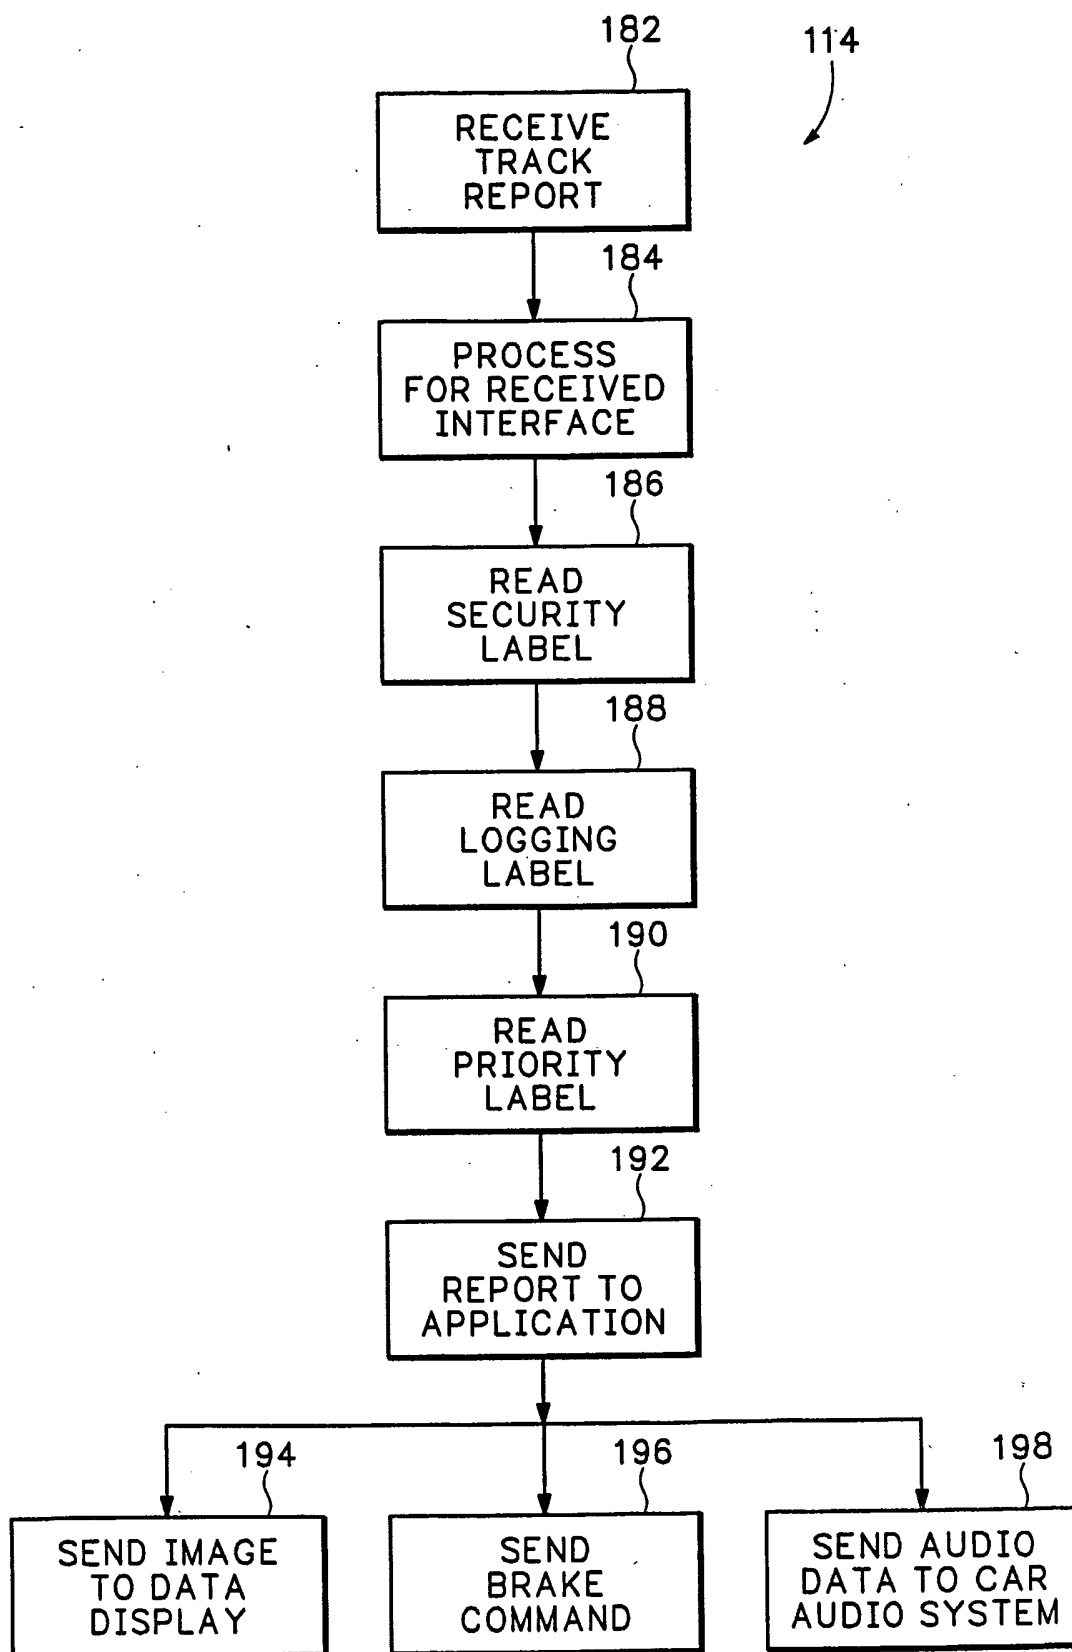 182
114
RECEIVE
TRACK
REPORT
184
PROCESS
FOR RECEIVED
INTERFACE
186
READ
SECURITY
LABEL
188
READ
LOGGING
LABEL
190
READ
PRIORITY
LABEL
192
SEND
REPORT TO
APPLICATION
194
SEND IMAGE
TO DATA
DISPLAY
196
SEND
BRAKE
COMMAND
198
SEND AUDIO
DATA TO CAR
AUDIO SYSTEM